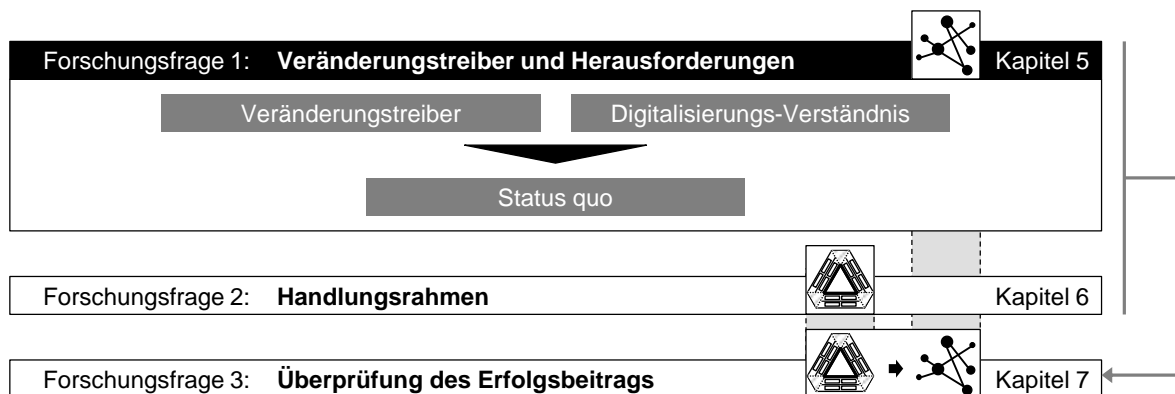 Forschungsfrage 1: Veränderungstreiber und Herausforderungen Kapitel 5
Veränderungstreiber Digitalisierungs-Verständnis
Status quo
Forschungsfrage 2: Handlungsrahmen Kapitel 6
Forschungsfrage 3: Überprüfung des Erfolgsbeitrags Kapitel 7